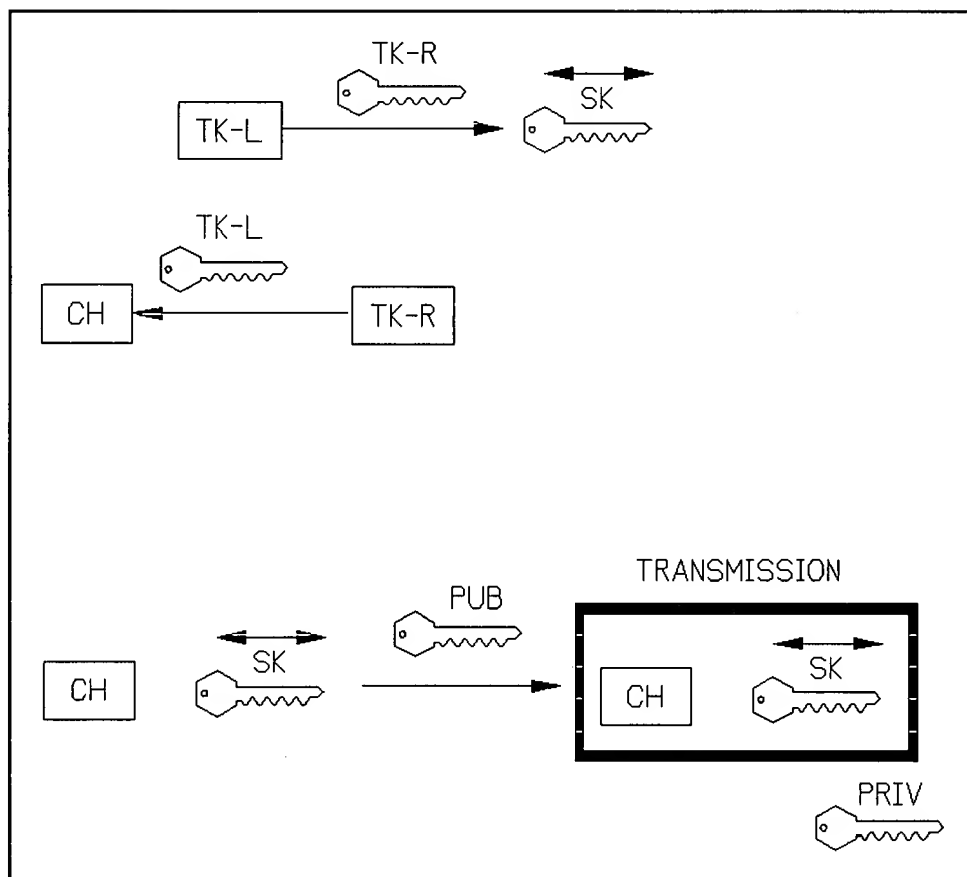 TK-R
SK
TK-L
TK-L
CH
TK-R
TRANSMISSION
PUB
SK
SK
CH
CH
PRIV